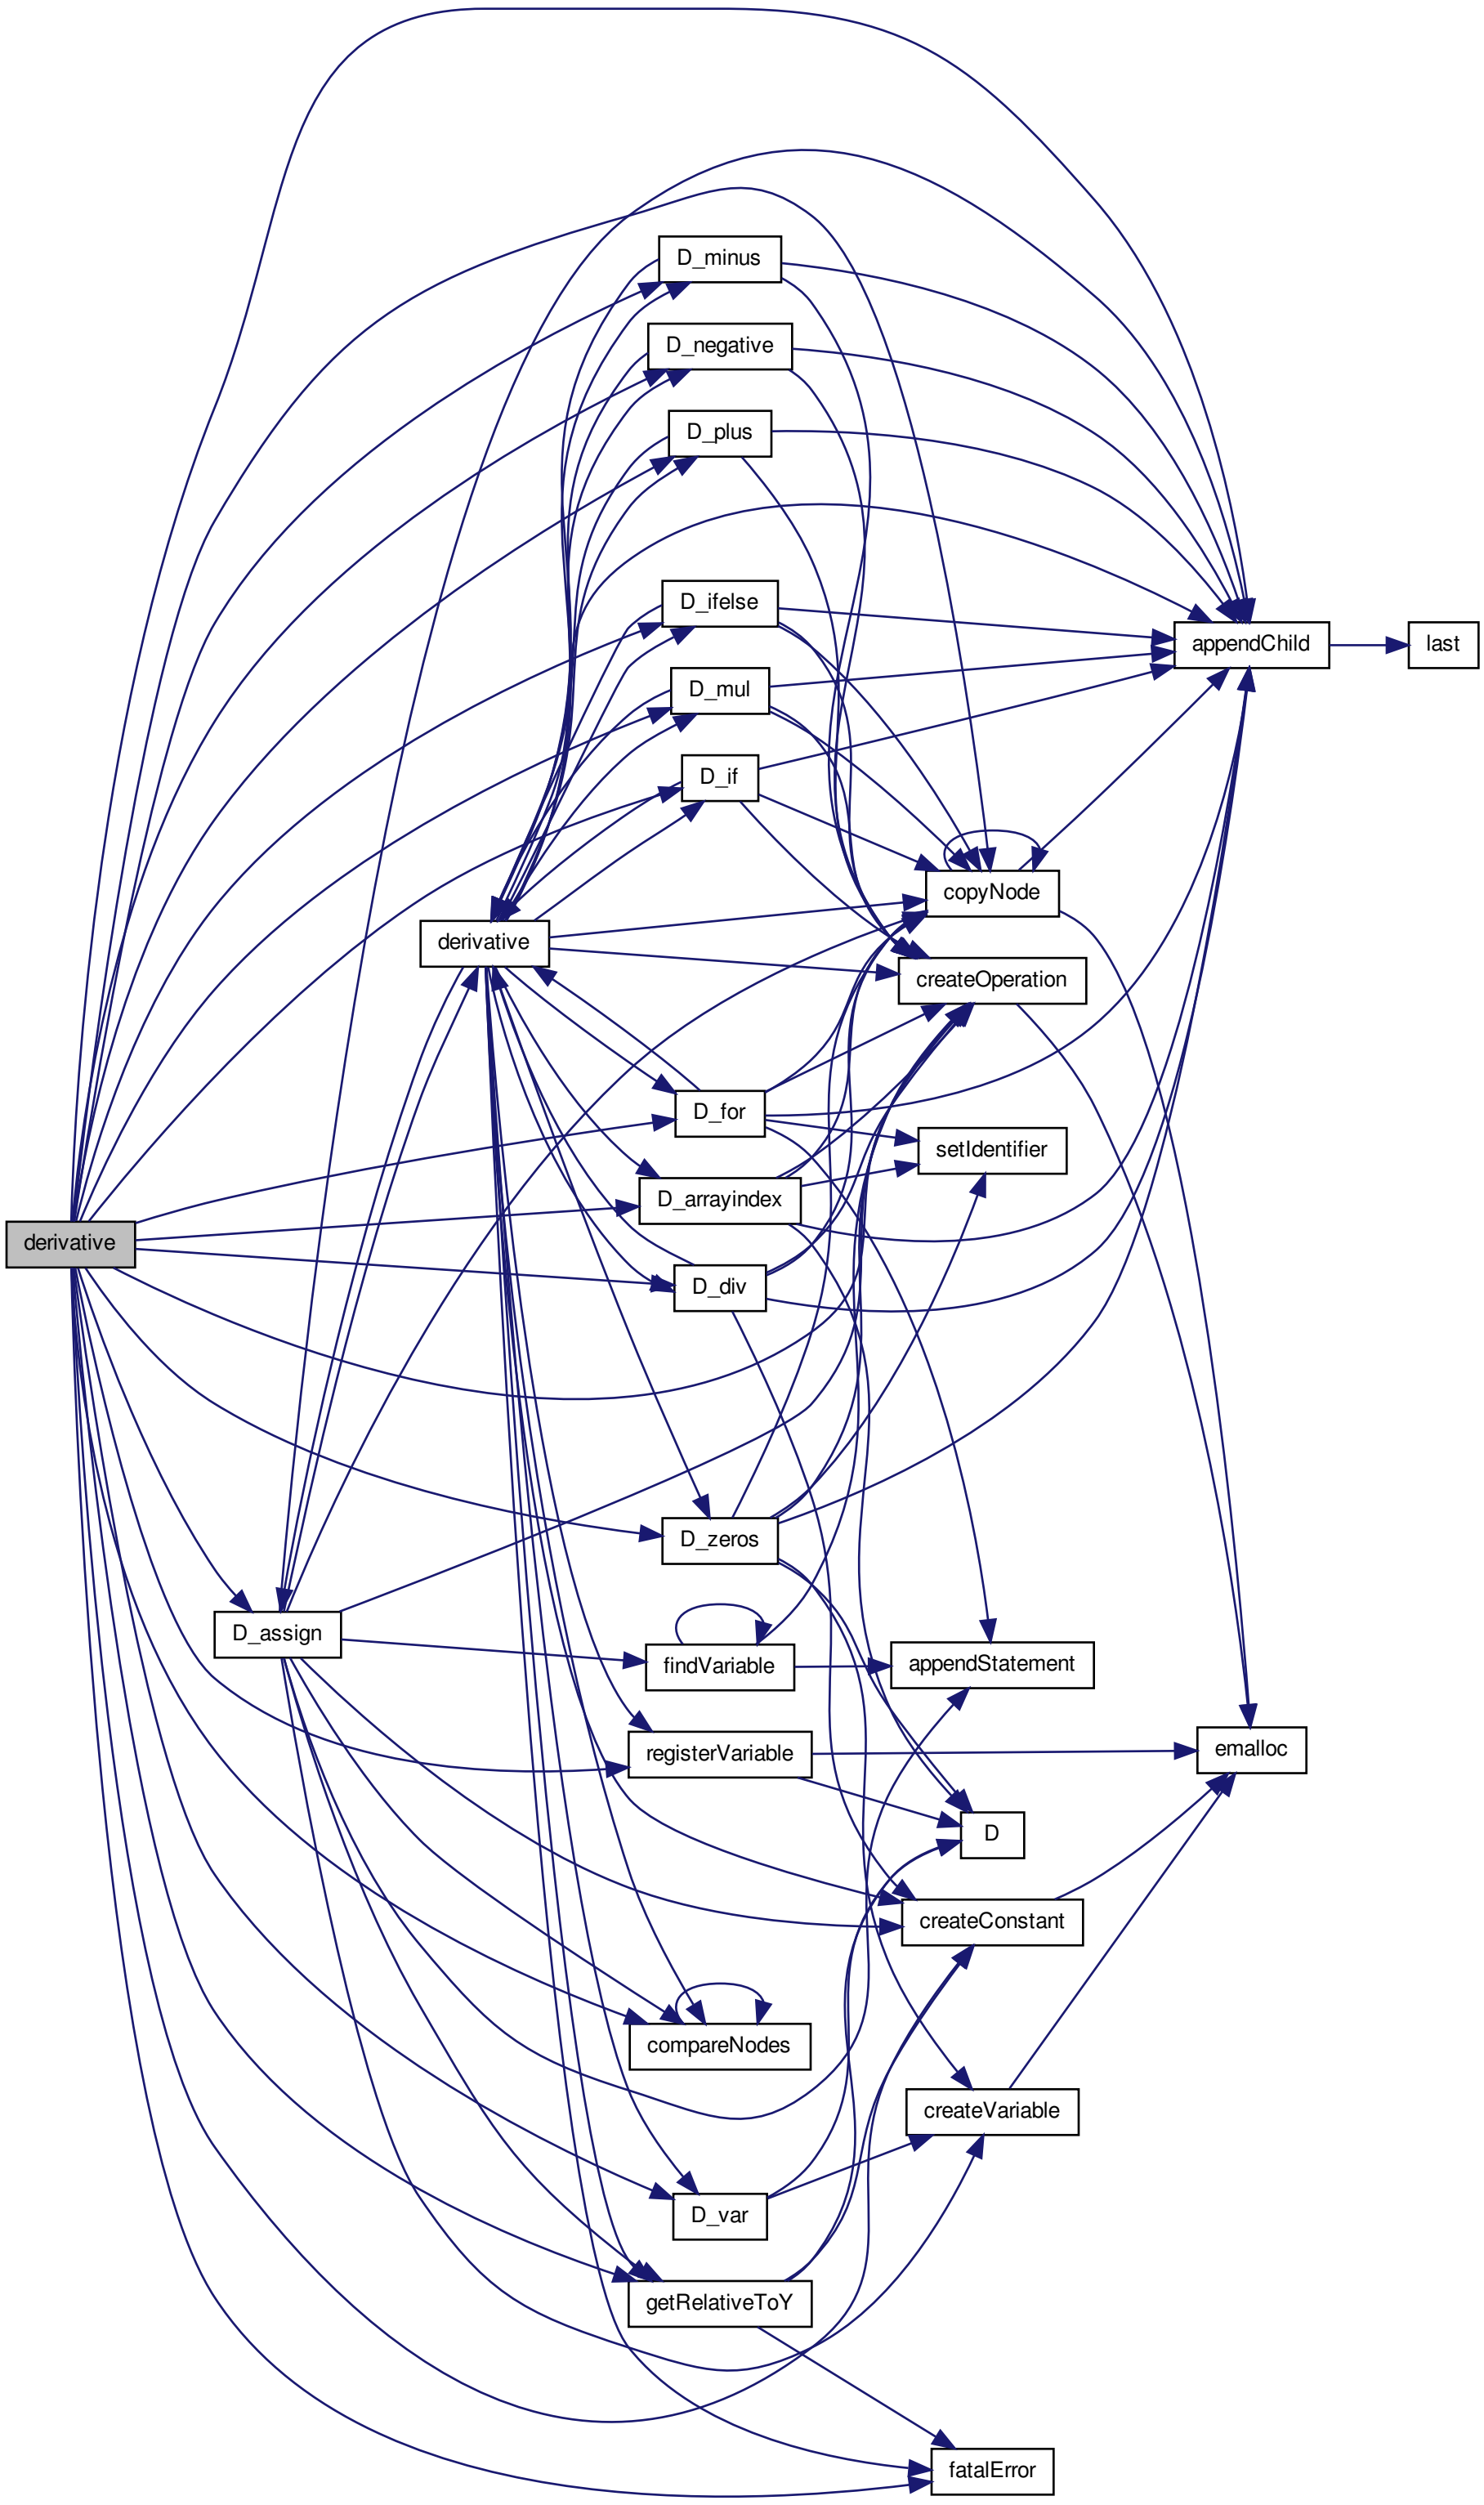 D_minus
D_negative
D_plus
D_ifelse
appendChild
last
D_mul
D_if
copyNode
derivative
createOperation
D_for
setIdentifier
D_arrayindex
derivative
D_div
D_zeros
D_assign
findVariable
appendStatement
registerVariable
emalloc
D
createConstant
compareNodes
createVariable
D_var
getRelativeToY
fatalError